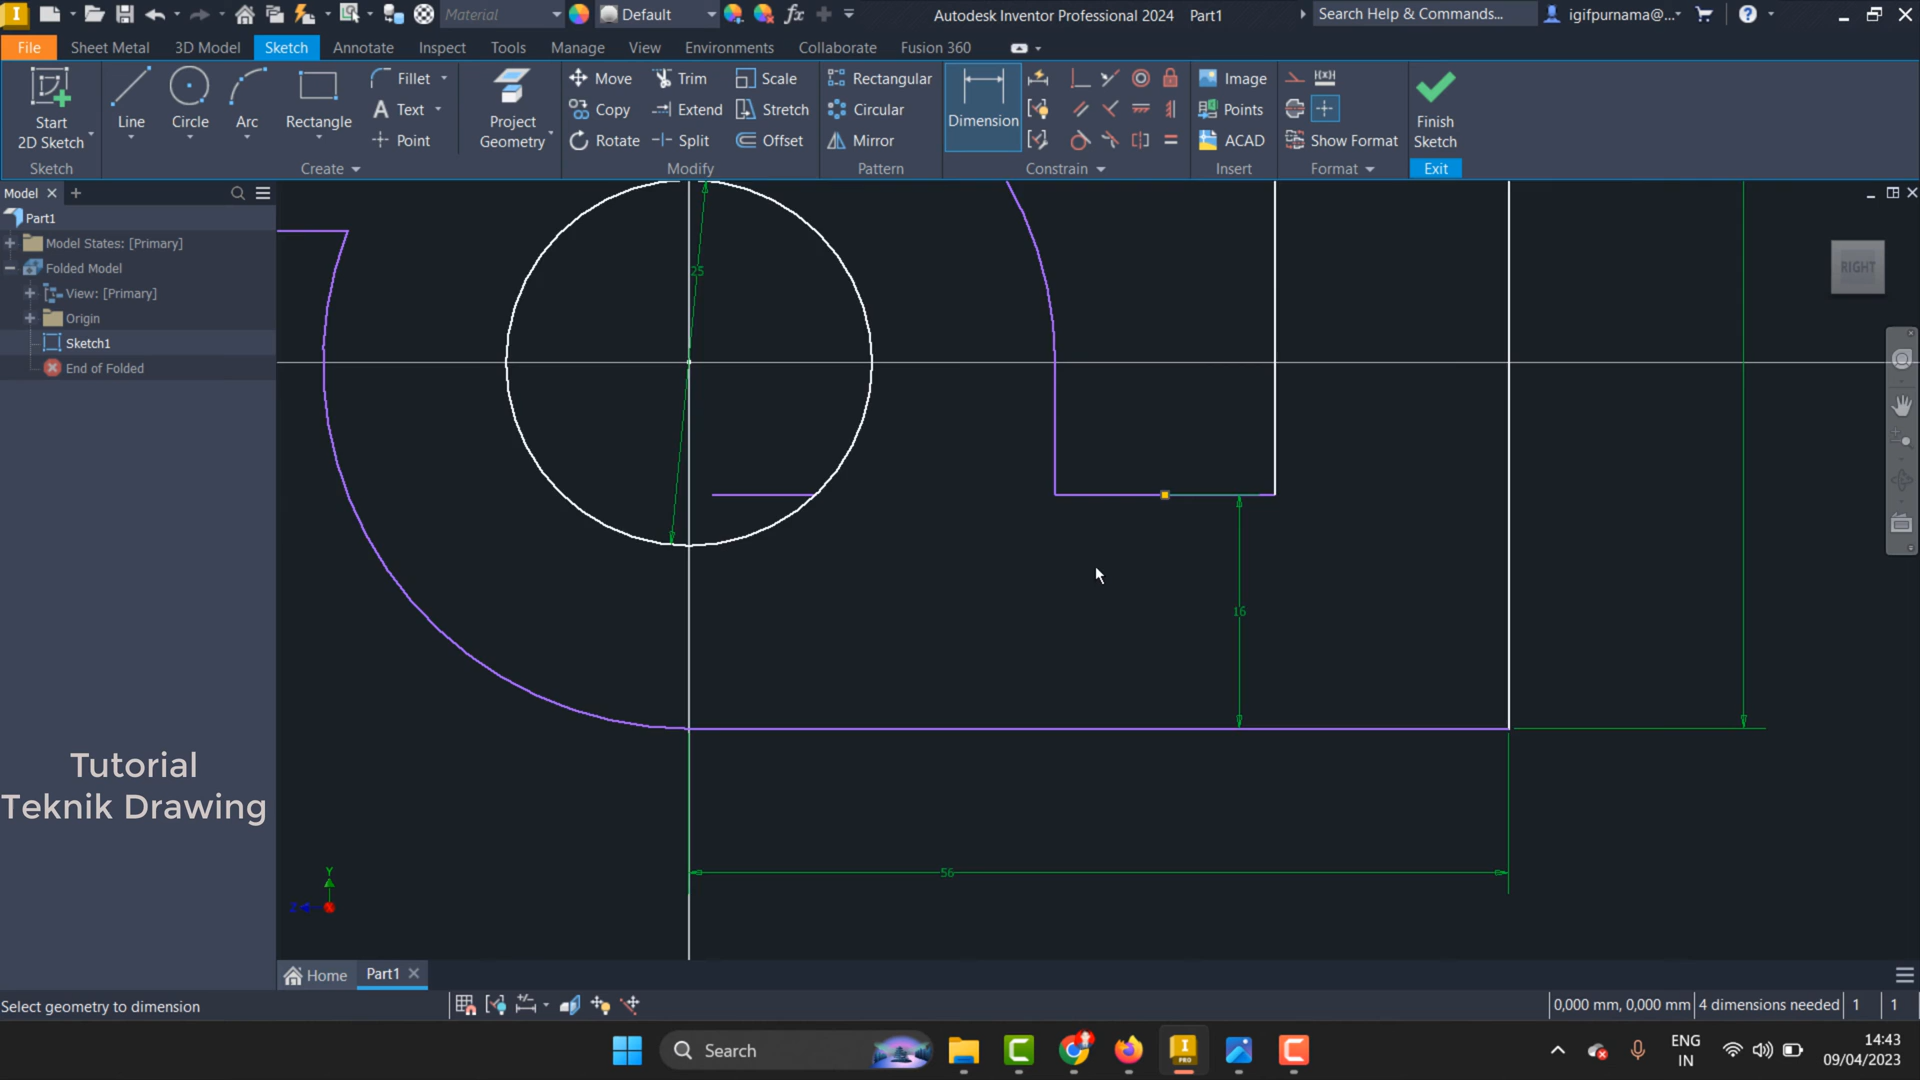 Material
Default
Autodesk Inventor Professional 2024 Part1
Search Help & Commands...
igifpurnama@...
File
Sheet Metal
3D Model
Sketch
Annotate
Inspect
Tools
Manage
View
Environments
Collaborate
Fusion 360
Start
2D Sketch
Line
Circle
Arc
Rectangle
Fillet
Text
Point
Project
Geometry
Move
Copy
Rotate
Trim
Extend
Split
Scale
Stretch
Offset
Rectangular
Circular
Mirror
Dimension
Image
Points
ACAD
Show Format
Finish
Sketch
Sketch
Create
Modify
Pattern
Constrain
Insert
Format
Exit
Model
Part1
Model States: [Primary]
Folded Model
View: [Primary]
Origin
Sketch1
End of Folded
RIGHT
25
16
56
Tutorial
Teknik Drawing
Y
Z
Home
Part1
Select geometry to dimension
0,000 mm, 0,000 mm
4 dimensions needed
1
1
Search
ENG
IN
14:43
09/04/2023